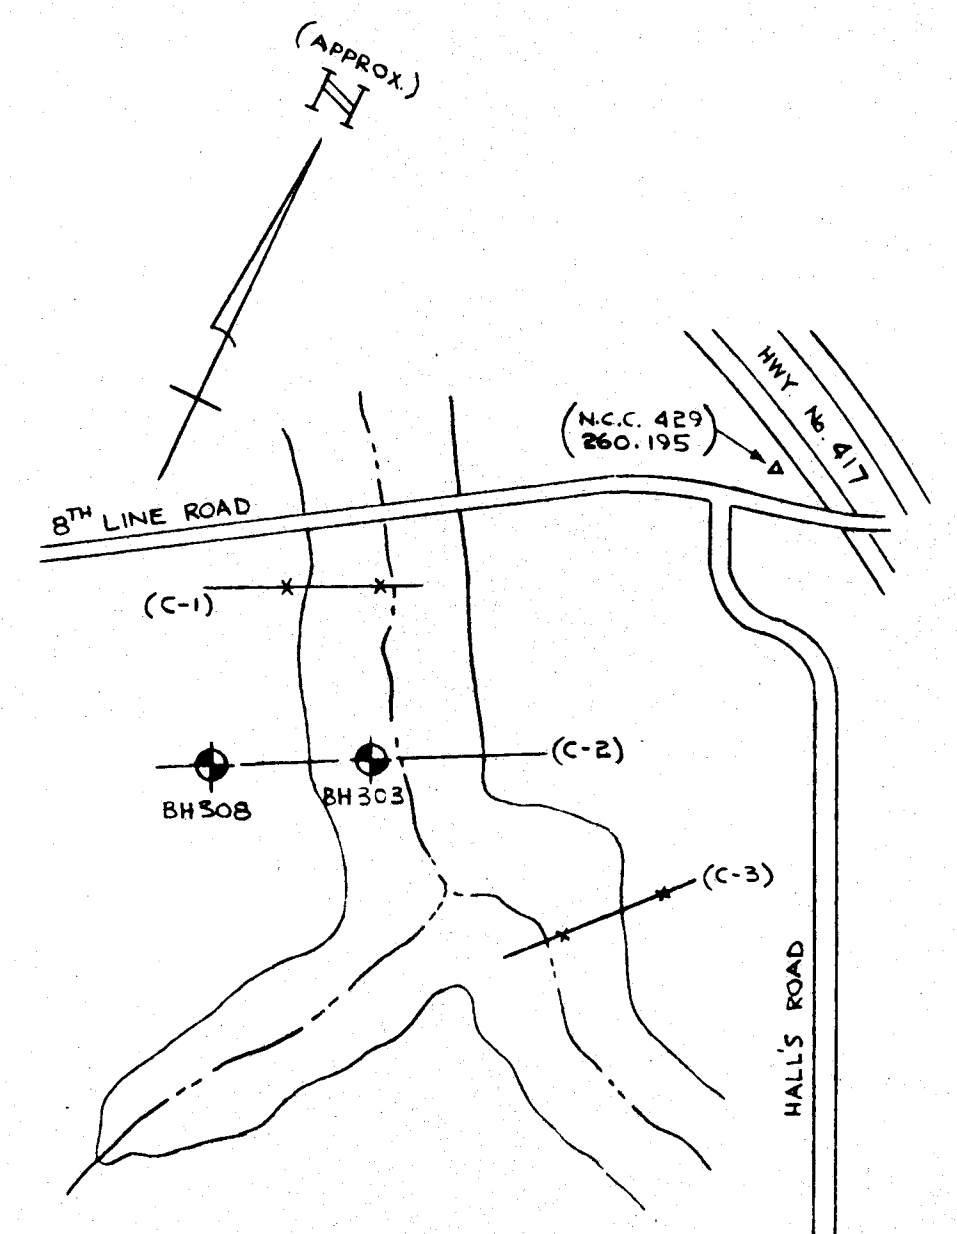 (APPROX.)
N
HWY. No. 417
(N.C.C. 429
260.195)
8TH LINE ROAD
(C-1)
(C-2)
BH308
BH303
(C-3)
HALL'S ROAD